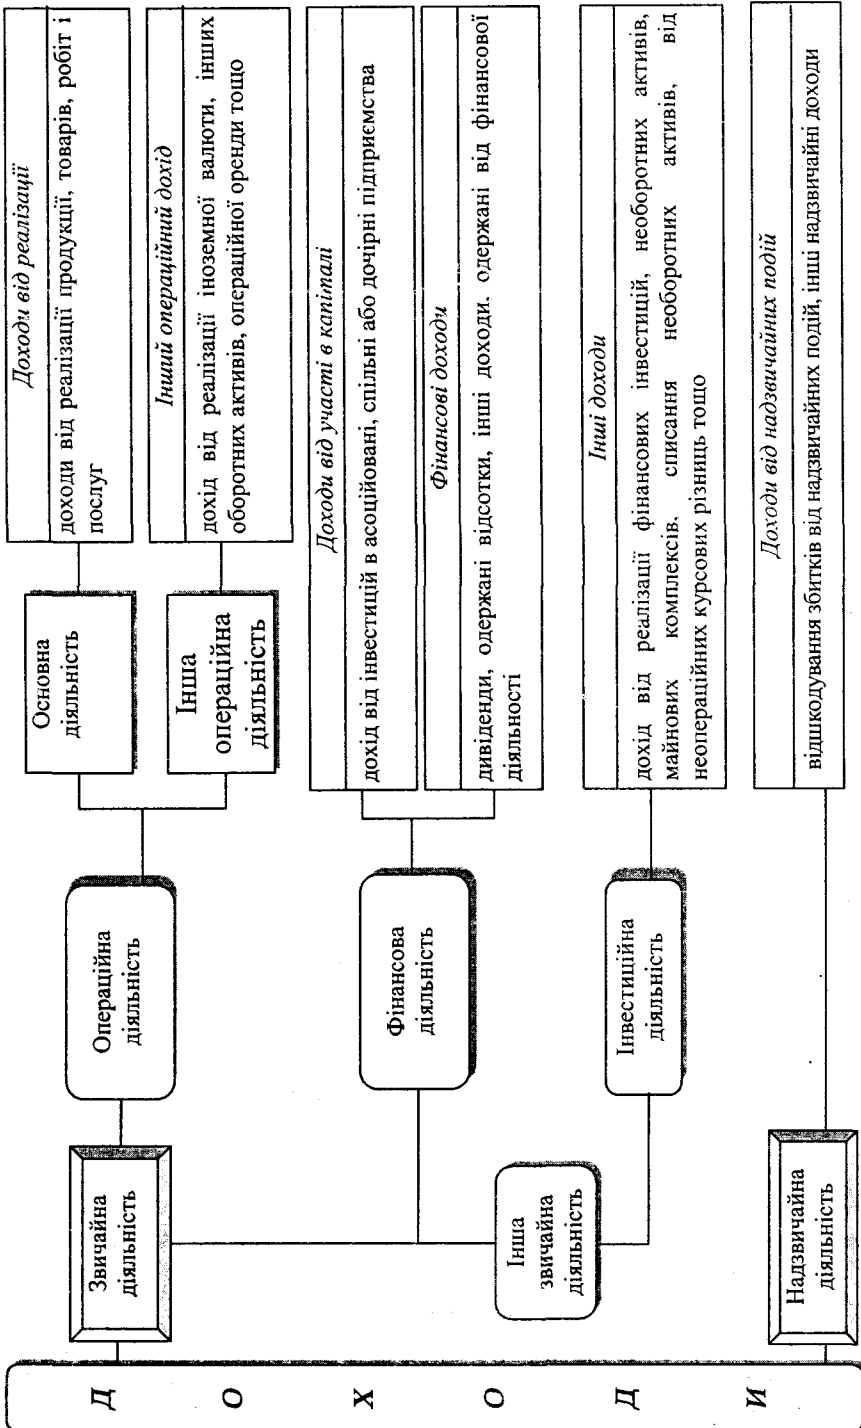 ДОХОДИ
Звичайна
діяльність
Операційна
діяльність
Основна
діяльність
Доходи від реалізації
доходи від реалізації продукції, товарів, робіт і
послуг
Інша
операційна
діяльність
Інший операційний дохід
дохід від реалізації іноземної валюти, інших
оборотних активів, операційної оренди тощо
Фінансова
діяльність
Доходи від участі в капіталі
дохід від інвестицій в асоційовані, спільні або дочірні підприємства
Фінансові доходи
дивіденди, одержані відсотки, інші доходи. одержані від фінансової
діяльності
Інша
звичайна
діяльність
Інвестиційна
діяльність
Інші доходи
дохід від реалізації фінансових інвестицій, необоротних активів,
майнових комплексів. списання необоротних активів, від
неопераційних курсових різниць тощо
Надзвичайна
діяльність
Доходи від надзвичайних подій
відшкодування збитків від надзвичайних подій, інші надзвичайні доходи